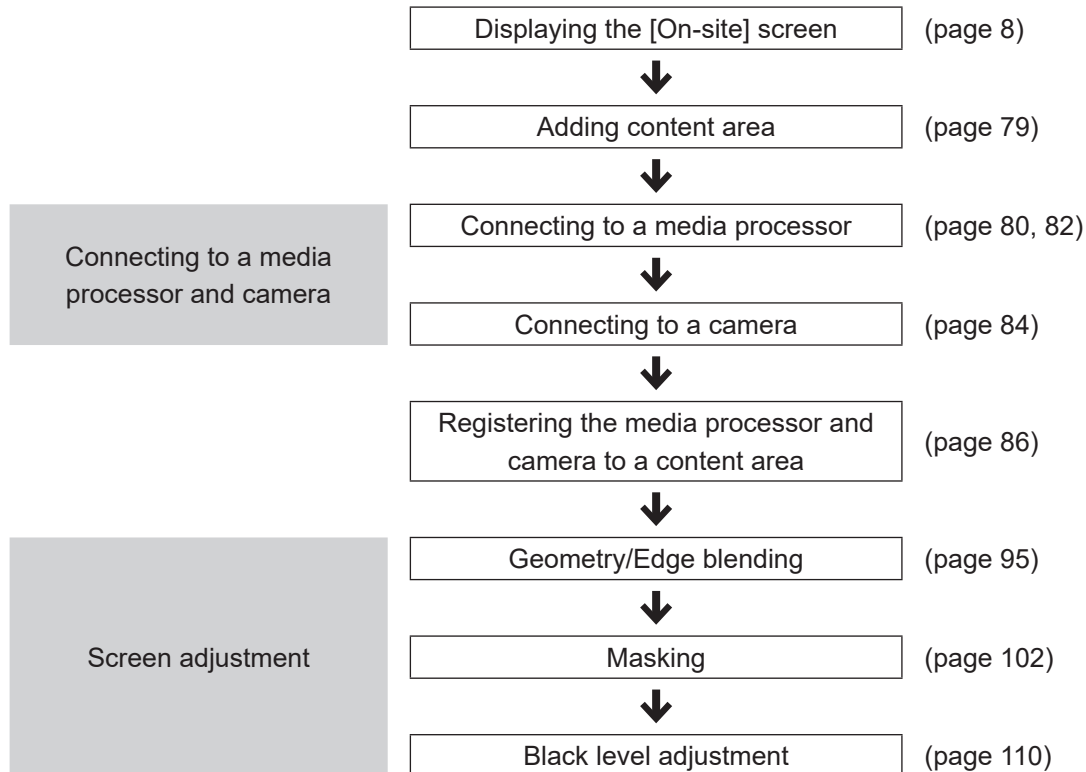 Displaying the [On-site] screen (page 8)
Adding content area (page 79)
Connecting to a media
processor and camera
Connecting to a media processor (page 80, 82)
Connecting to a camera (page 84)
Registering the media processor and
camera to a content area
(page 86)
Screen adjustment
Geometry/Edge blending (page 95)
Masking (page 102)
Black level adjustment (page 110)